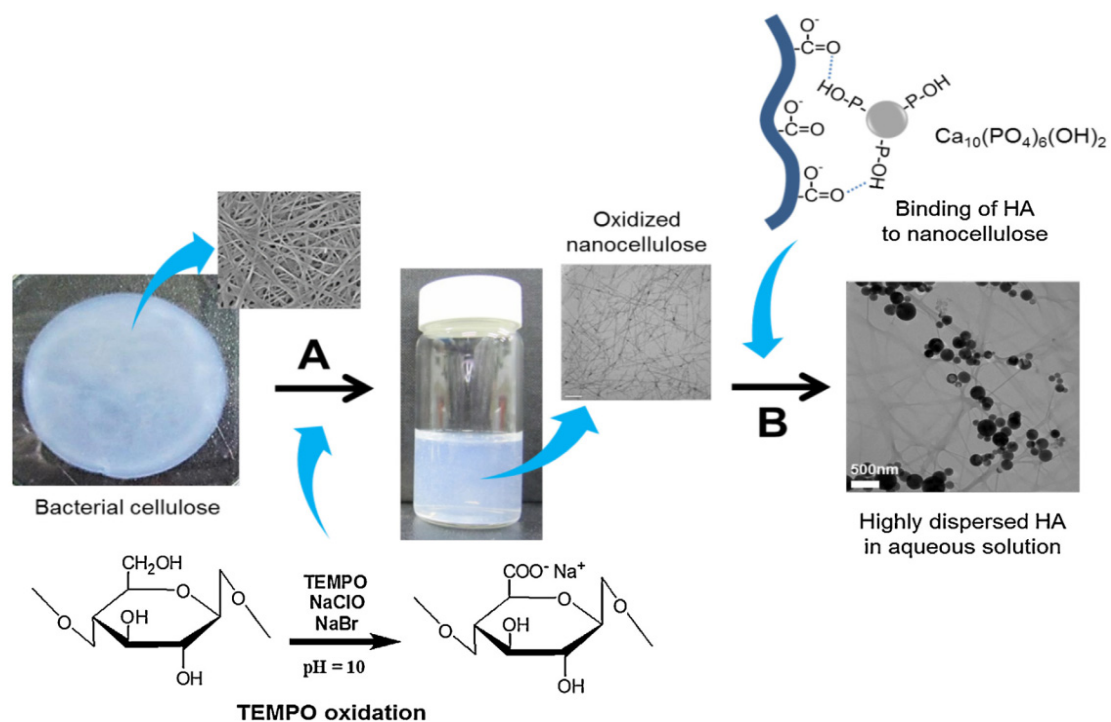 O⁻
C=O
HO-P-
P-OH
O⁻
C=O
Ca₁₀(PO₄)₆(OH)₂
O⁻
C=O
P-OH
Binding of HA
to nanocellulose
Oxidized
nanocellulose
A
B
500nm
Bacterial cellulose
Highly dispersed HA
in aqueous solution
CH₂OH
O
O
O
OH
OH
TEMPO
NaClO
NaBr
pH = 10
COO⁻ Na⁺
O
O
O
OH
OH
TEMPO oxidation